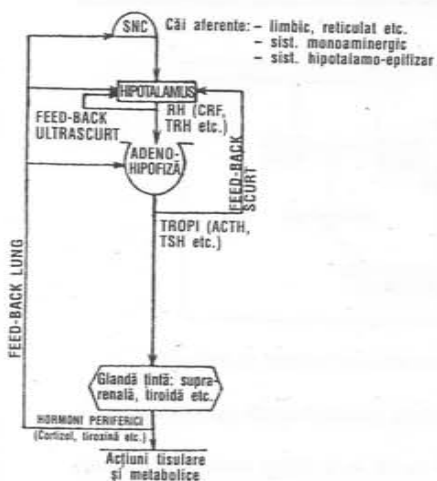 SNC
Căi aferente: – limbic, reticulat etc.
– sist. monoaminergic
– sist. hipotalamo-epifizar
HIPOTALAMUS
FEED-BACK
ULTRASCURT
RH (CRF,
TRH etc.)
ADENO-
HIPOFIZĂ
FEED-BACK
SCURT
TROPI (ACTH,
TSH etc.)
FEED-BACK LUNG
Glandă țintă: supra-
renală, tiroidă etc.
HORMONI PERIFERICI
(Cortizol, tiroxină etc.)
Acțiuni tisulare
și metabolice